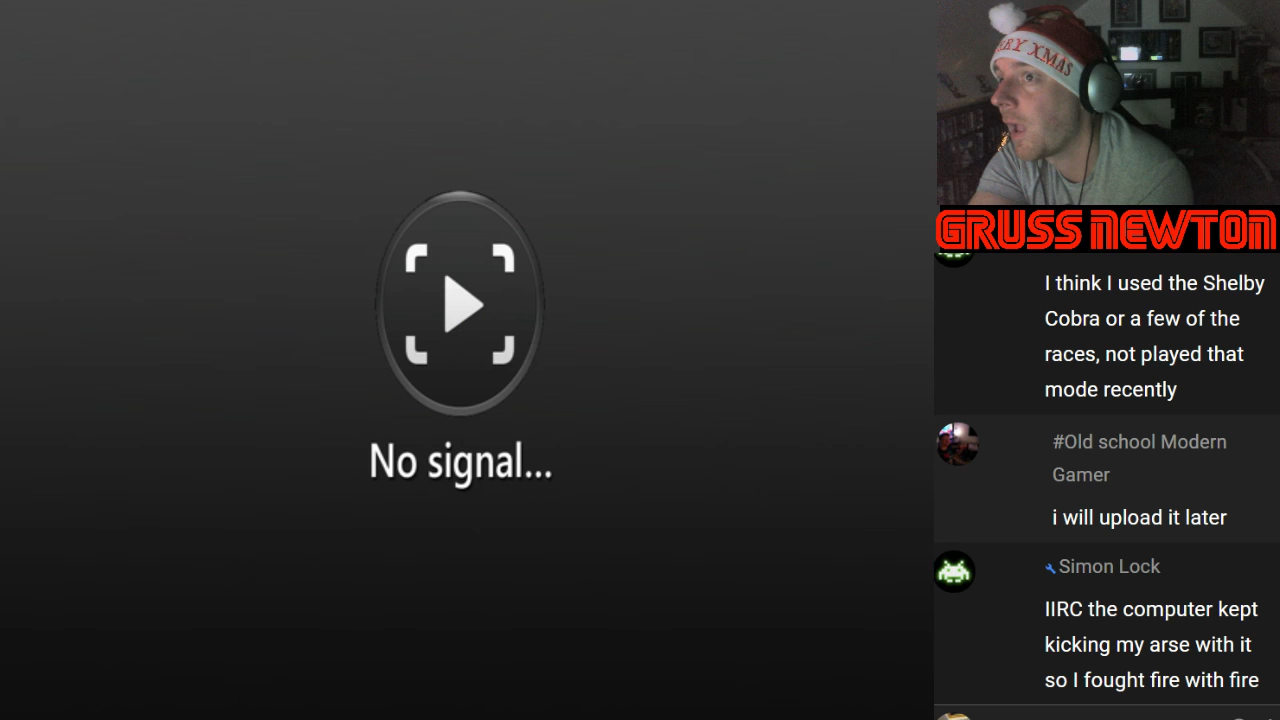 No signal...
RY XMAS
GRUSS NEWTON
I think I used the Shelby
Cobra or a few of the
races, not played that
mode recently
#Old school Modern
Gamer
i will upload it later
Simon Lock
IIRC the computer kept
kicking my arse with it
so I fought fire with fire